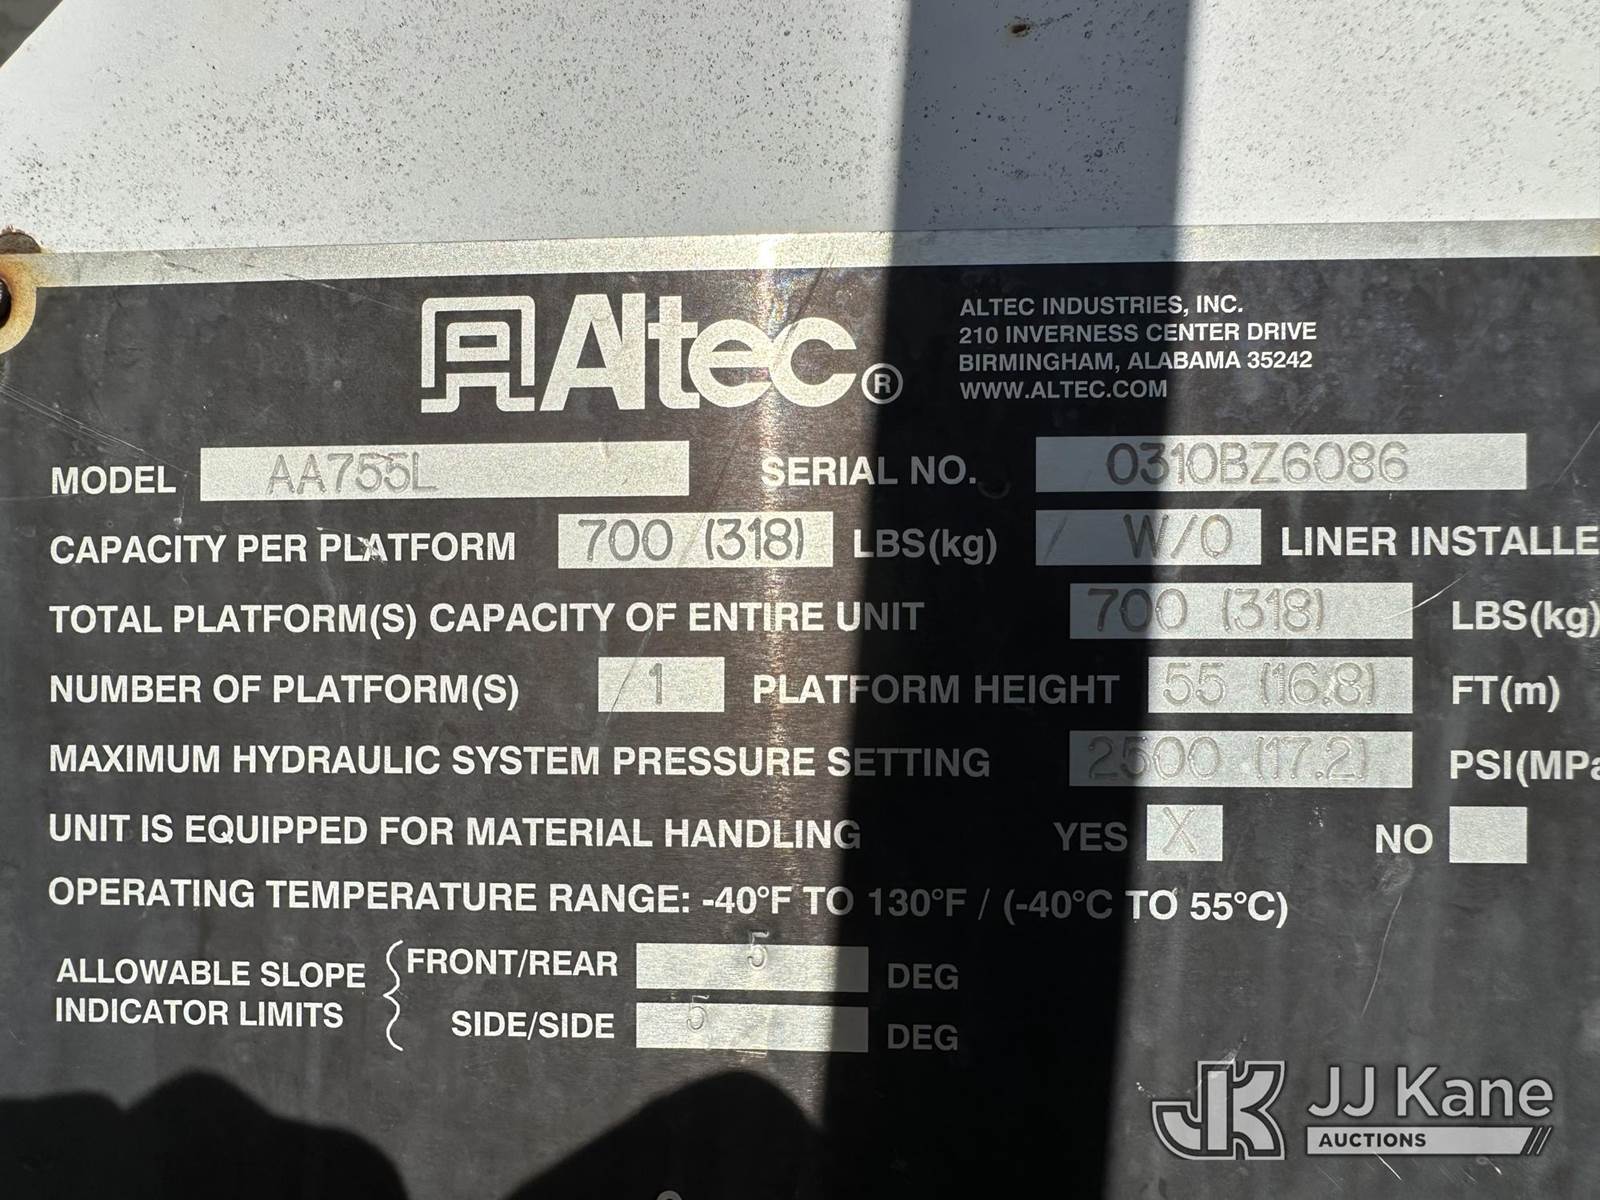 Altec®
ALTEC INDUSTRIES, INC.
210 INVERNESS CENTER DRIVE
BIRMINGHAM, ALABAMA 35242
WWW.ALTEC.COM
MODEL AA755L SERIAL NO. 0310BZ6086
CAPACITY PER PLATFORM 700 (318) LBS(kg) W/O LINER INSTALLE
TOTAL PLATFORM(S) CAPACITY OF ENTIRE UNIT 700 (318) LBS(kg)
NUMBER OF PLATFORM(S) 1 PLATFORM HEIGHT 55 (16.8) FT(m)
MAXIMUM HYDRAULIC SYSTEM PRESSURE SETTING 2500 (17.2) PSI(MPa
UNIT IS EQUIPPED FOR MATERIAL HANDLING YES X NO
OPERATING TEMPERATURE RANGE: -40°F TO 130°F / (-40°C TO 55°C)
ALLOWABLE SLOPE INDICATOR LIMITS
FRONT/REAR 5 DEG
SIDE/SIDE 5 DEG
JK JJ Kane
AUCTIONS